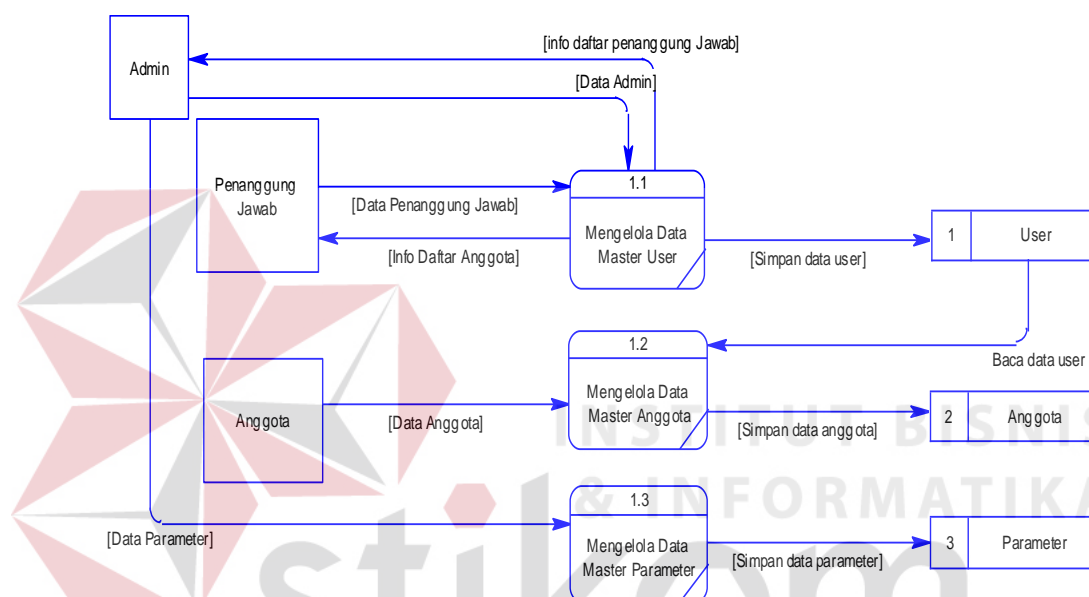 [info daftar penanggung Jawab]
Admin
[Data Admin]
Penanggung
Jawab
[Data Penanggung Jawab]
[Info Daftar Anggota]
1.1
Mengelola Data
Master User
[Simpan data user]
1
User
Baca data user
1.2
Mengelola Data
Master Anggota
Anggota
[Data Anggota]
[Simpan data anggota]
2
Anggota
INSTITUT BISNIS
& INFORMATIKA
stikom
1.3
Mengelola Data
Master Parameter
[Data Parameter]
[Simpan data parameter]
3
Parameter